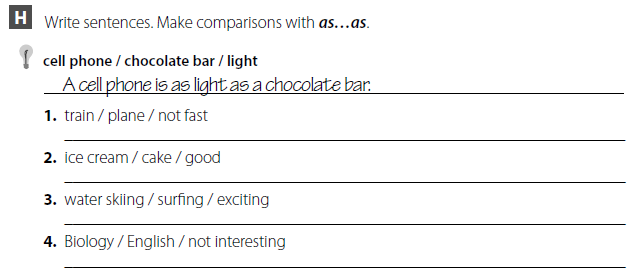 H Write sentences. Make comparisons with as...as.
cell phone / chocolate bar / light
A cell phone is as light as a chocolate bar.
1. train / plane / not fast
2. ice cream / cake / good
3. water skiing / surfing / exciting
4. Biology / English / not interesting